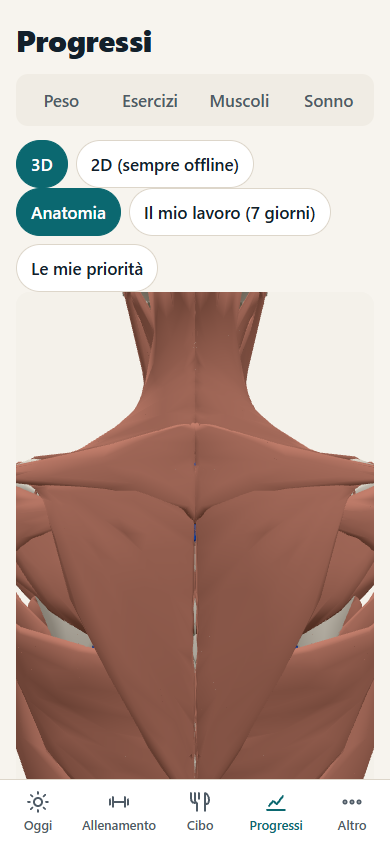 Progressi
Peso Esercizi Muscoli Sonno
3D 2D (sempre offline)
Anatomia Il mio lavoro (7 giorni)
Le mie priorità
Oggi Allenamento Cibo Progressi Altro